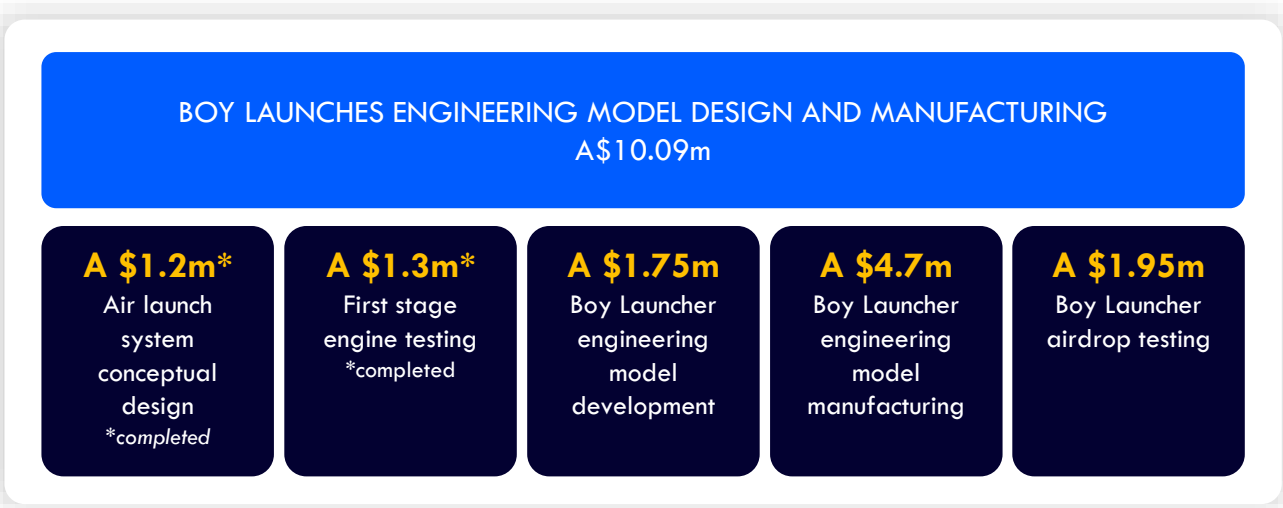 BOY LAUNCHES ENGINEERING MODEL DESIGN AND MANUFACTURING
A$10.09m
A $1.2m*
Air launch
system
conceptual
design
*completed
A $1.3m*
First stage
engine testing
*completed
A $1.75m
Boy Launcher
engineering
model
development
A $4.7m
Boy Launcher
engineering
model
manufacturing
A $1.95m
Boy Launcher
airdrop testing